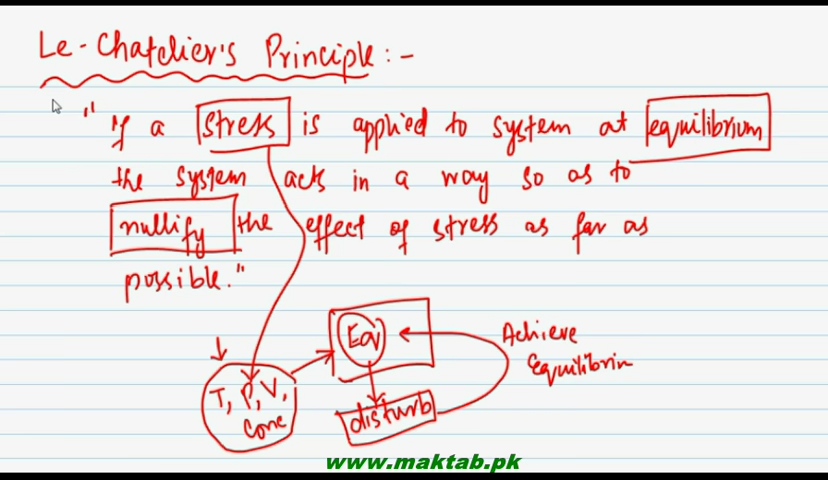 Le-Chatelier's Principle:-
"If a stress is applied to system at equilibrium
the system acts in a way so as to
nullify the effect of stress as far as
possible."
Eq
Achieve
Equilibrin
T, P, V,
Conc
disturb
www.maktab.pk